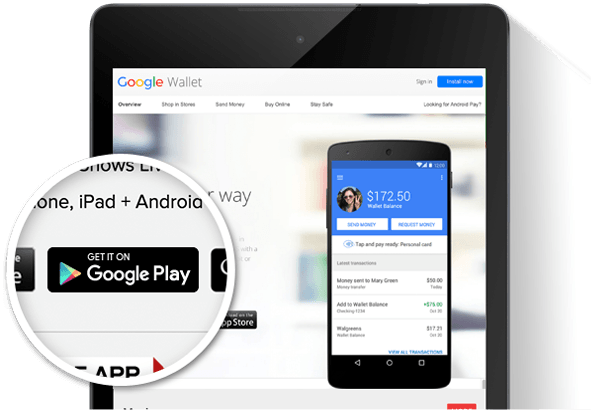 Google Wallet
Sign in
Install now
Overview
Shop in Stores
Send Money
Buy Online
Stay Safe
Looking for Android Pay?
way
with a
App Store
12:00
$172.50
Wallet Balance
SEND MONEY
REQUEST MONEY
Tap and pay ready: Personal card
Latest transactions
Money sent to Mary Green
$50.00
Money transfer
Today
Add to Wallet Balance
+$75.00
Checking 1234
Oct 30
Walgreens
$17.21
Wallet Balance
Oct 30
VIEW ALL TRANSACTIONS
iPad + Android
GET IT ON
Google Play
APP